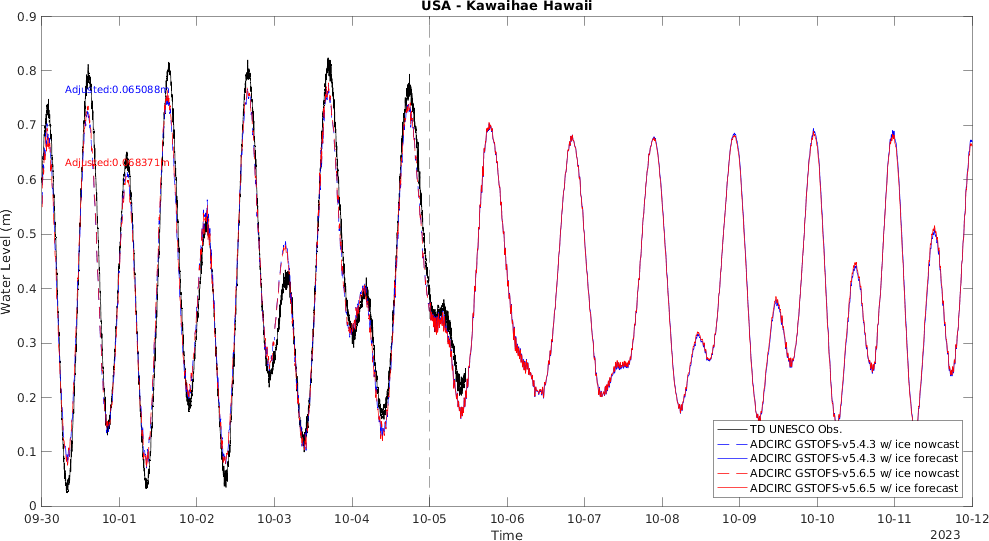 USA - Kawaihae Hawaii
0.9
0.8
0.7
0.6
0.5
0.4
0.3
0.2
0.1
0
Water Level (m)
Adjusted:0.065088m
Adjusted:0.068371m
TD UNESCO Obs.
ADCIRC GSTOFS-v5.4.3 w/ ice nowcast
ADCIRC GSTOFS-v5.4.3 w/ ice forecast
ADCIRC GSTOFS-v5.6.5 w/ ice nowcast
ADCIRC GSTOFS-v5.6.5 w/ ice forecast
09-30 10-01 10-02 10-03 10-04 10-05 10-06 10-07 10-08 10-09 10-10 10-11 10-12
Time
2023